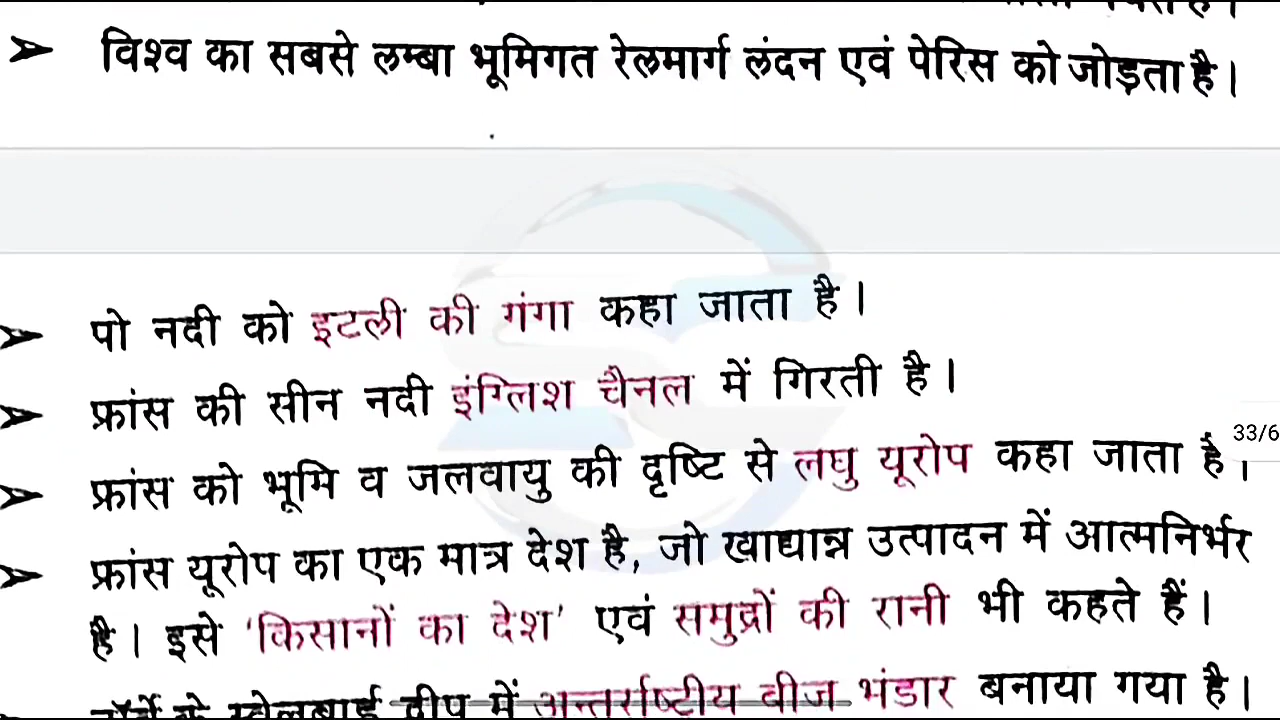 ➤ विश्व का सबसे लम्बा भूमिगत रेलमार्ग लंदन एवं पेरिस को जोड़ता है।
➤ पो नदी को इटली की गंगा कहा जाता है।
➤ फ्रांस की सीन नदी इंग्लिश चैनल में गिरती है।
33/6
➤ फ्रांस को भूमि व जलवायु की दृष्टि से लघु यूरोप कहा जाता है।
➤ फ्रांस यूरोप का एक मात्र देश है, जो खाद्यान्न उत्पादन में आत्मनिर्भर
है। इसे 'किसानों का देश' एवं समुद्रों की रानी भी कहते हैं।
द्वीप में अन्तर्राष्ट्रीय बीज भंडार बनाया गया है।